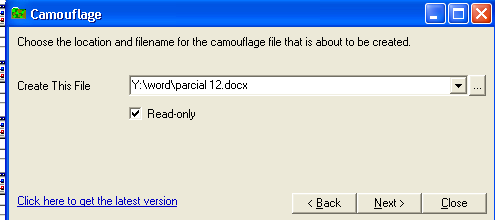 Camouflage
Choose the location and filename for the camouflage file that is about to be created.
Create This File
Y:\word\parcial 12.docx
...
Read-only
Click here to get the latest version
< Back
Next >
Close